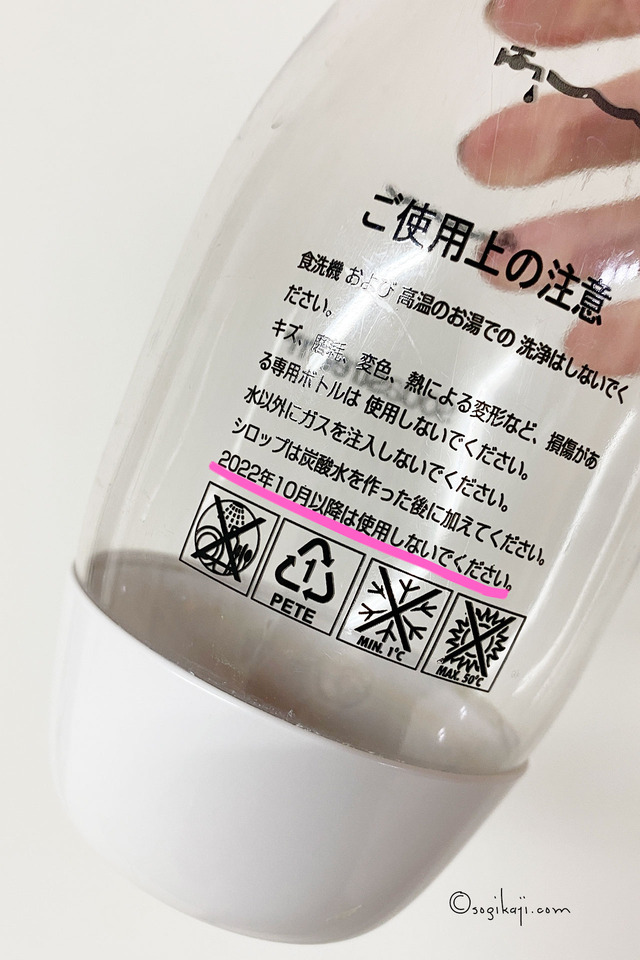 ご使用上の注意
食洗機 および 高温のお湯での 洗浄はしないでく
ださい。
キズ、磨耗、変色、熱による変形など、損傷があ
る専用ボトルは 使用しないでください。
水以外にガスを注入しないでください。
シロップは炭酸水を作った後に加えてください。
2022年10月以降は使用しないでください。
1
PETE
MIN. 1°C
MAX. 50°C
©sogikaji.com